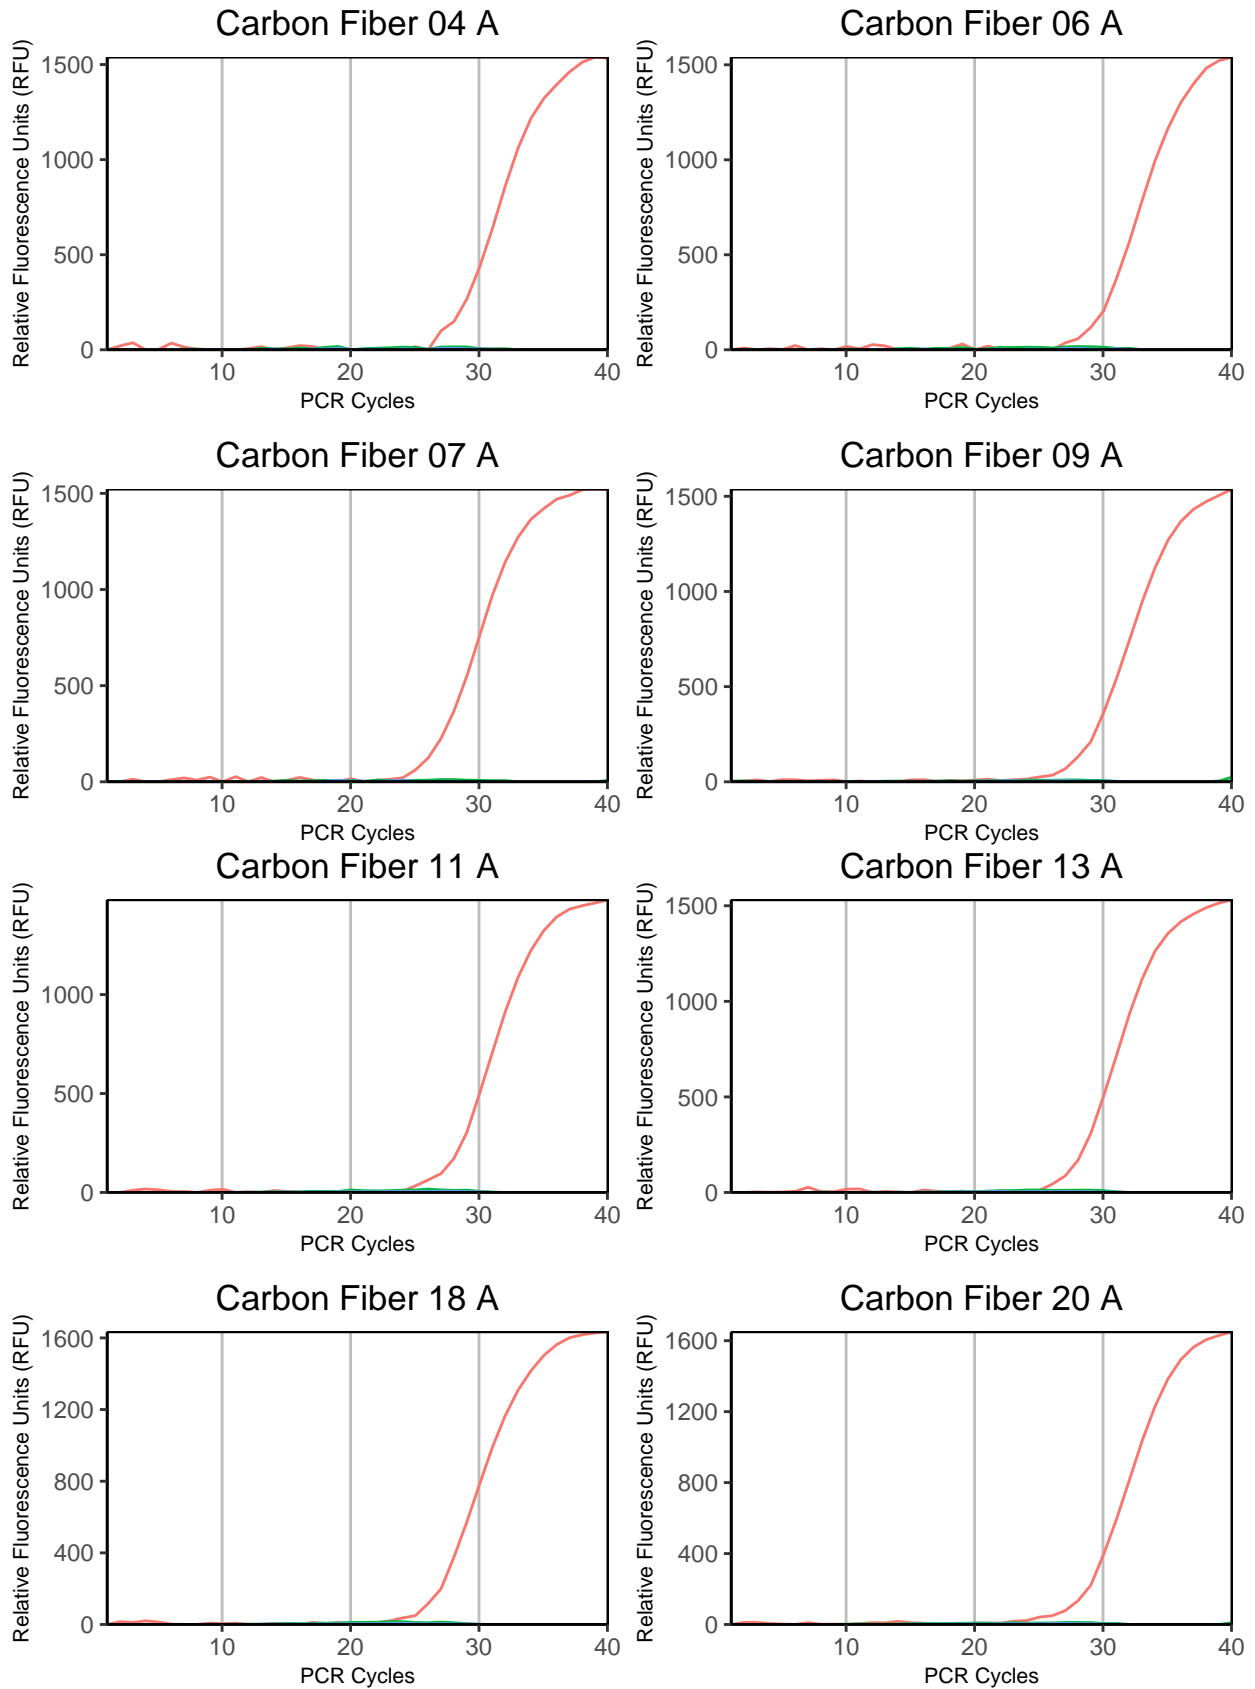 Carbon Fiber 04 A
Relative Fluorescence Units (RFU)
1500
1000
500
0
10 20 30 40
PCR Cycles
Carbon Fiber 06 A
Relative Fluorescence Units (RFU)
1500
1000
500
0
10 20 30 40
PCR Cycles
Carbon Fiber 07 A
Relative Fluorescence Units (RFU)
1500
1000
500
0
10 20 30 40
PCR Cycles
Carbon Fiber 09 A
Relative Fluorescence Units (RFU)
1500
1000
500
0
10 20 30 40
PCR Cycles
Carbon Fiber 11 A
Relative Fluorescence Units (RFU)
1000
500
0
10 20 30 40
PCR Cycles
Carbon Fiber 13 A
Relative Fluorescence Units (RFU)
1500
1000
500
0
10 20 30 40
PCR Cycles
Carbon Fiber 18 A
Relative Fluorescence Units (RFU)
1600
1200
800
400
0
10 20 30 40
PCR Cycles
Carbon Fiber 20 A
Relative Fluorescence Units (RFU)
1600
1200
800
400
0
10 20 30 40
PCR Cycles